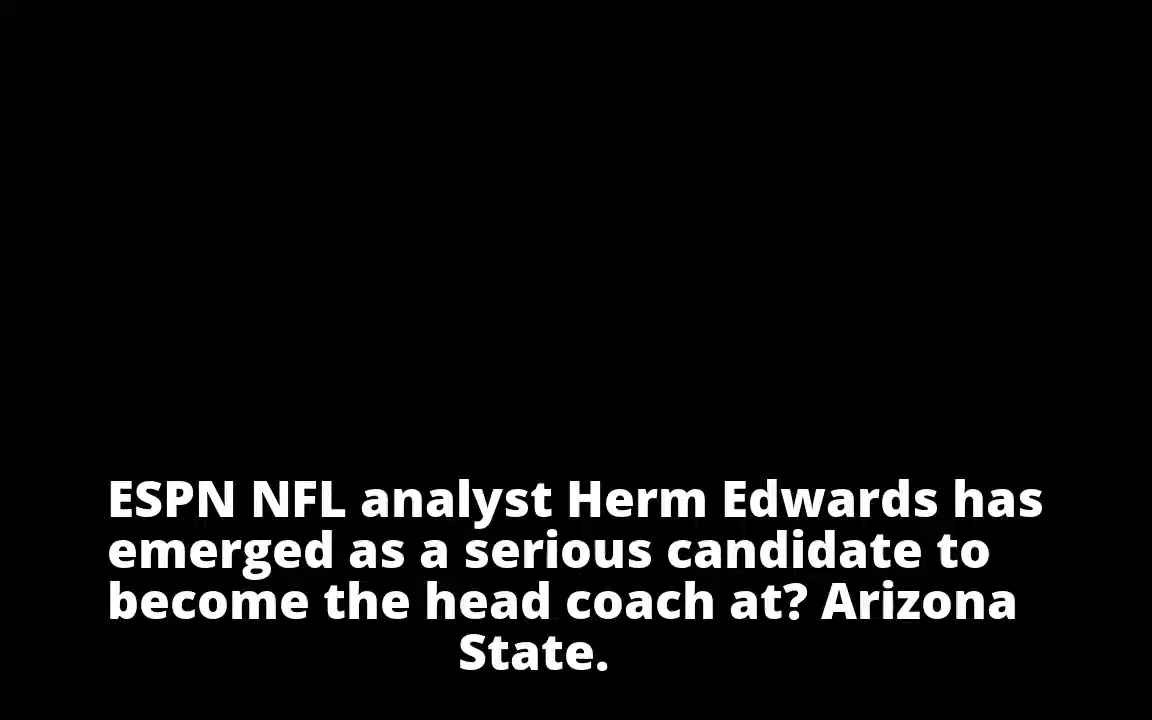 ESPN NFL analyst Herm Edwards has
emerged as a serious candidate to
become the head coach at? Arizona
State.